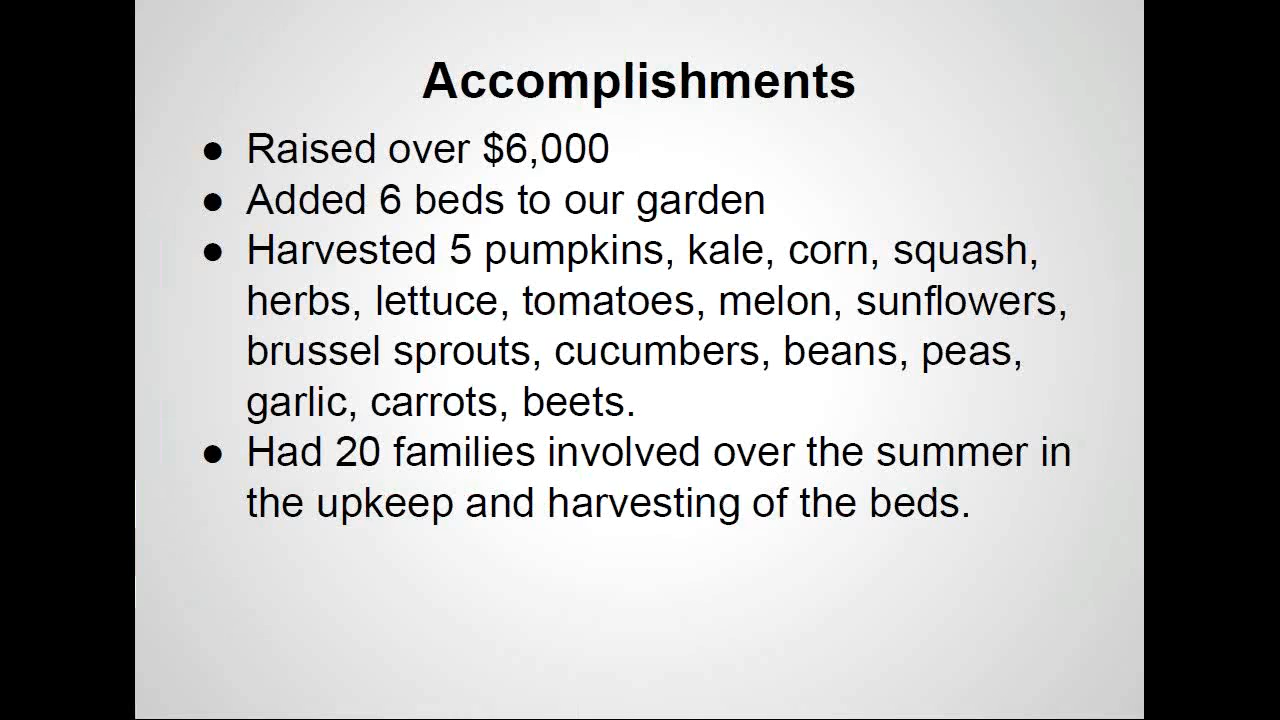 Accomplishments
● Raised over $6,000
● Added 6 beds to our garden
● Harvested 5 pumpkins, kale, corn, squash,
herbs, lettuce, tomatoes, melon, sunflowers,
brussel sprouts, cucumbers, beans, peas,
garlic, carrots, beets.
● Had 20 families involved over the summer in
the upkeep and harvesting of the beds.